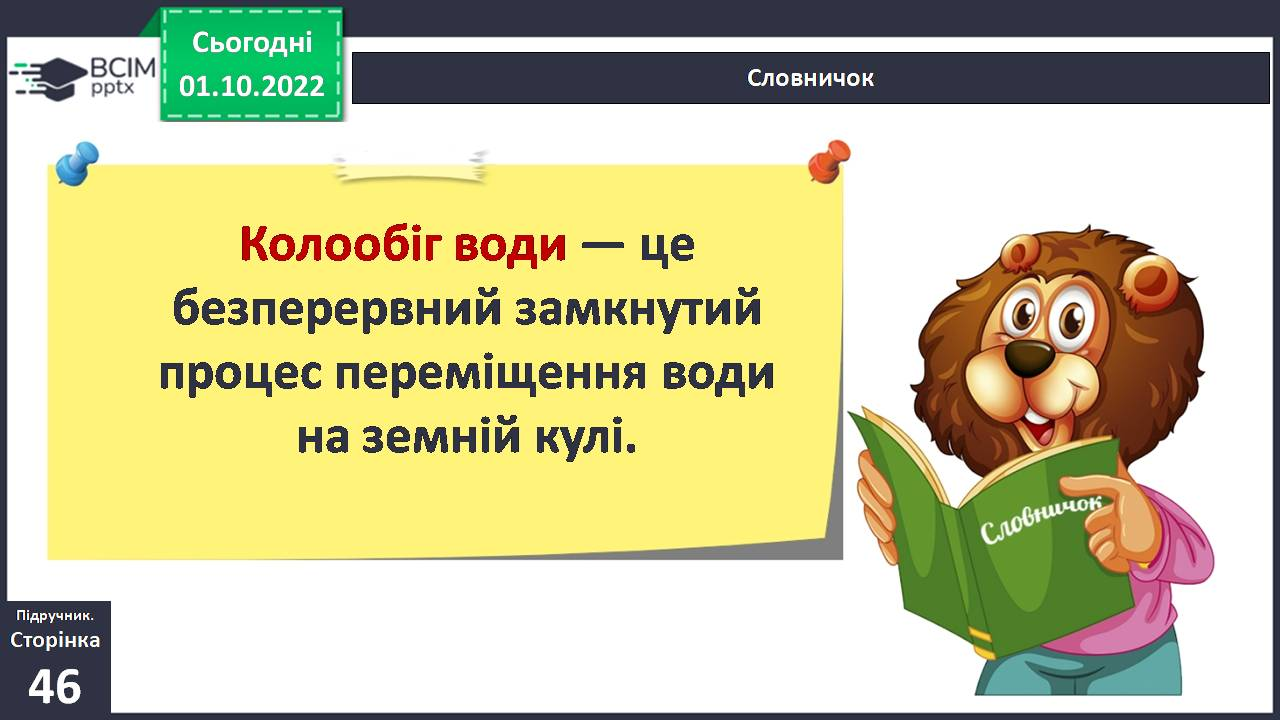 Сьогодні
01.10.2022
ВСІМ
pptx
Словничок
Колообіг води — це
безперервний замкнутий
процес переміщення води
на земній кулі.
Словничок
Підручник.
Сторінка
46